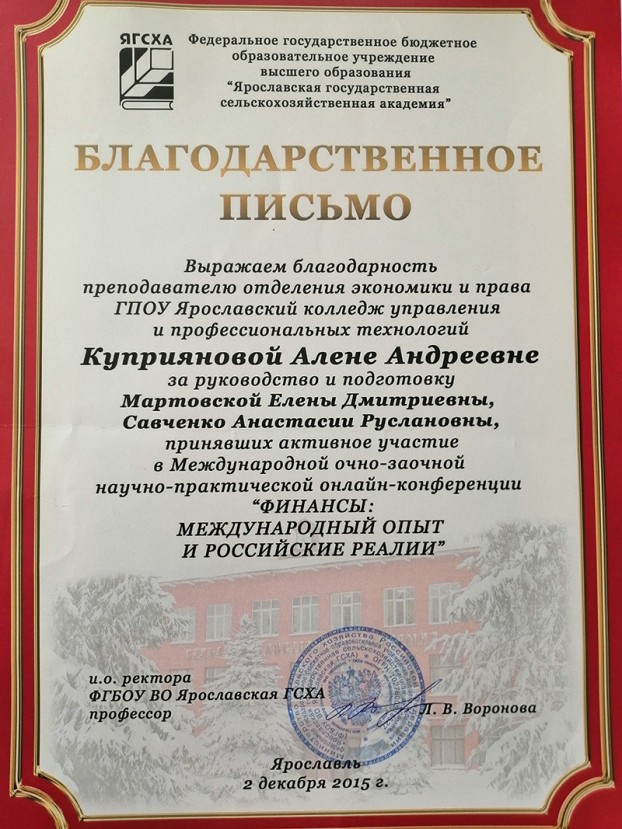 ЯГСХА
Федеральное государственное бюджетное
образовательное учреждение
высшего образования
“Ярославская государственная
сельскохозяйственная академия”
БЛАГОДАРСТВЕННОЕ
ПИСЬМО
Выражаем благодарность
преподавателю отделения экономики и права
ГПОУ Ярославский колледж управления
и профессиональных технологий
Куприяновой Алене Андреевне
за руководство и подготовку
Мартовской Елены Дмитриевны,
Савченко Анастасии Руслановны,
принявших активное участие
в Международной очно-заочной
научно-практической онлайн-конференции
“ФИНАНСЫ:
МЕЖДУНАРОДНЫЙ ОПЫТ
И РОССИЙСКИЕ РЕАЛИИ”
и.о. ректора
ФГБОУ ВО Ярославская ГСХА
профессор
Л. В. Воронова
Ярославль
2 декабря 2015 г.